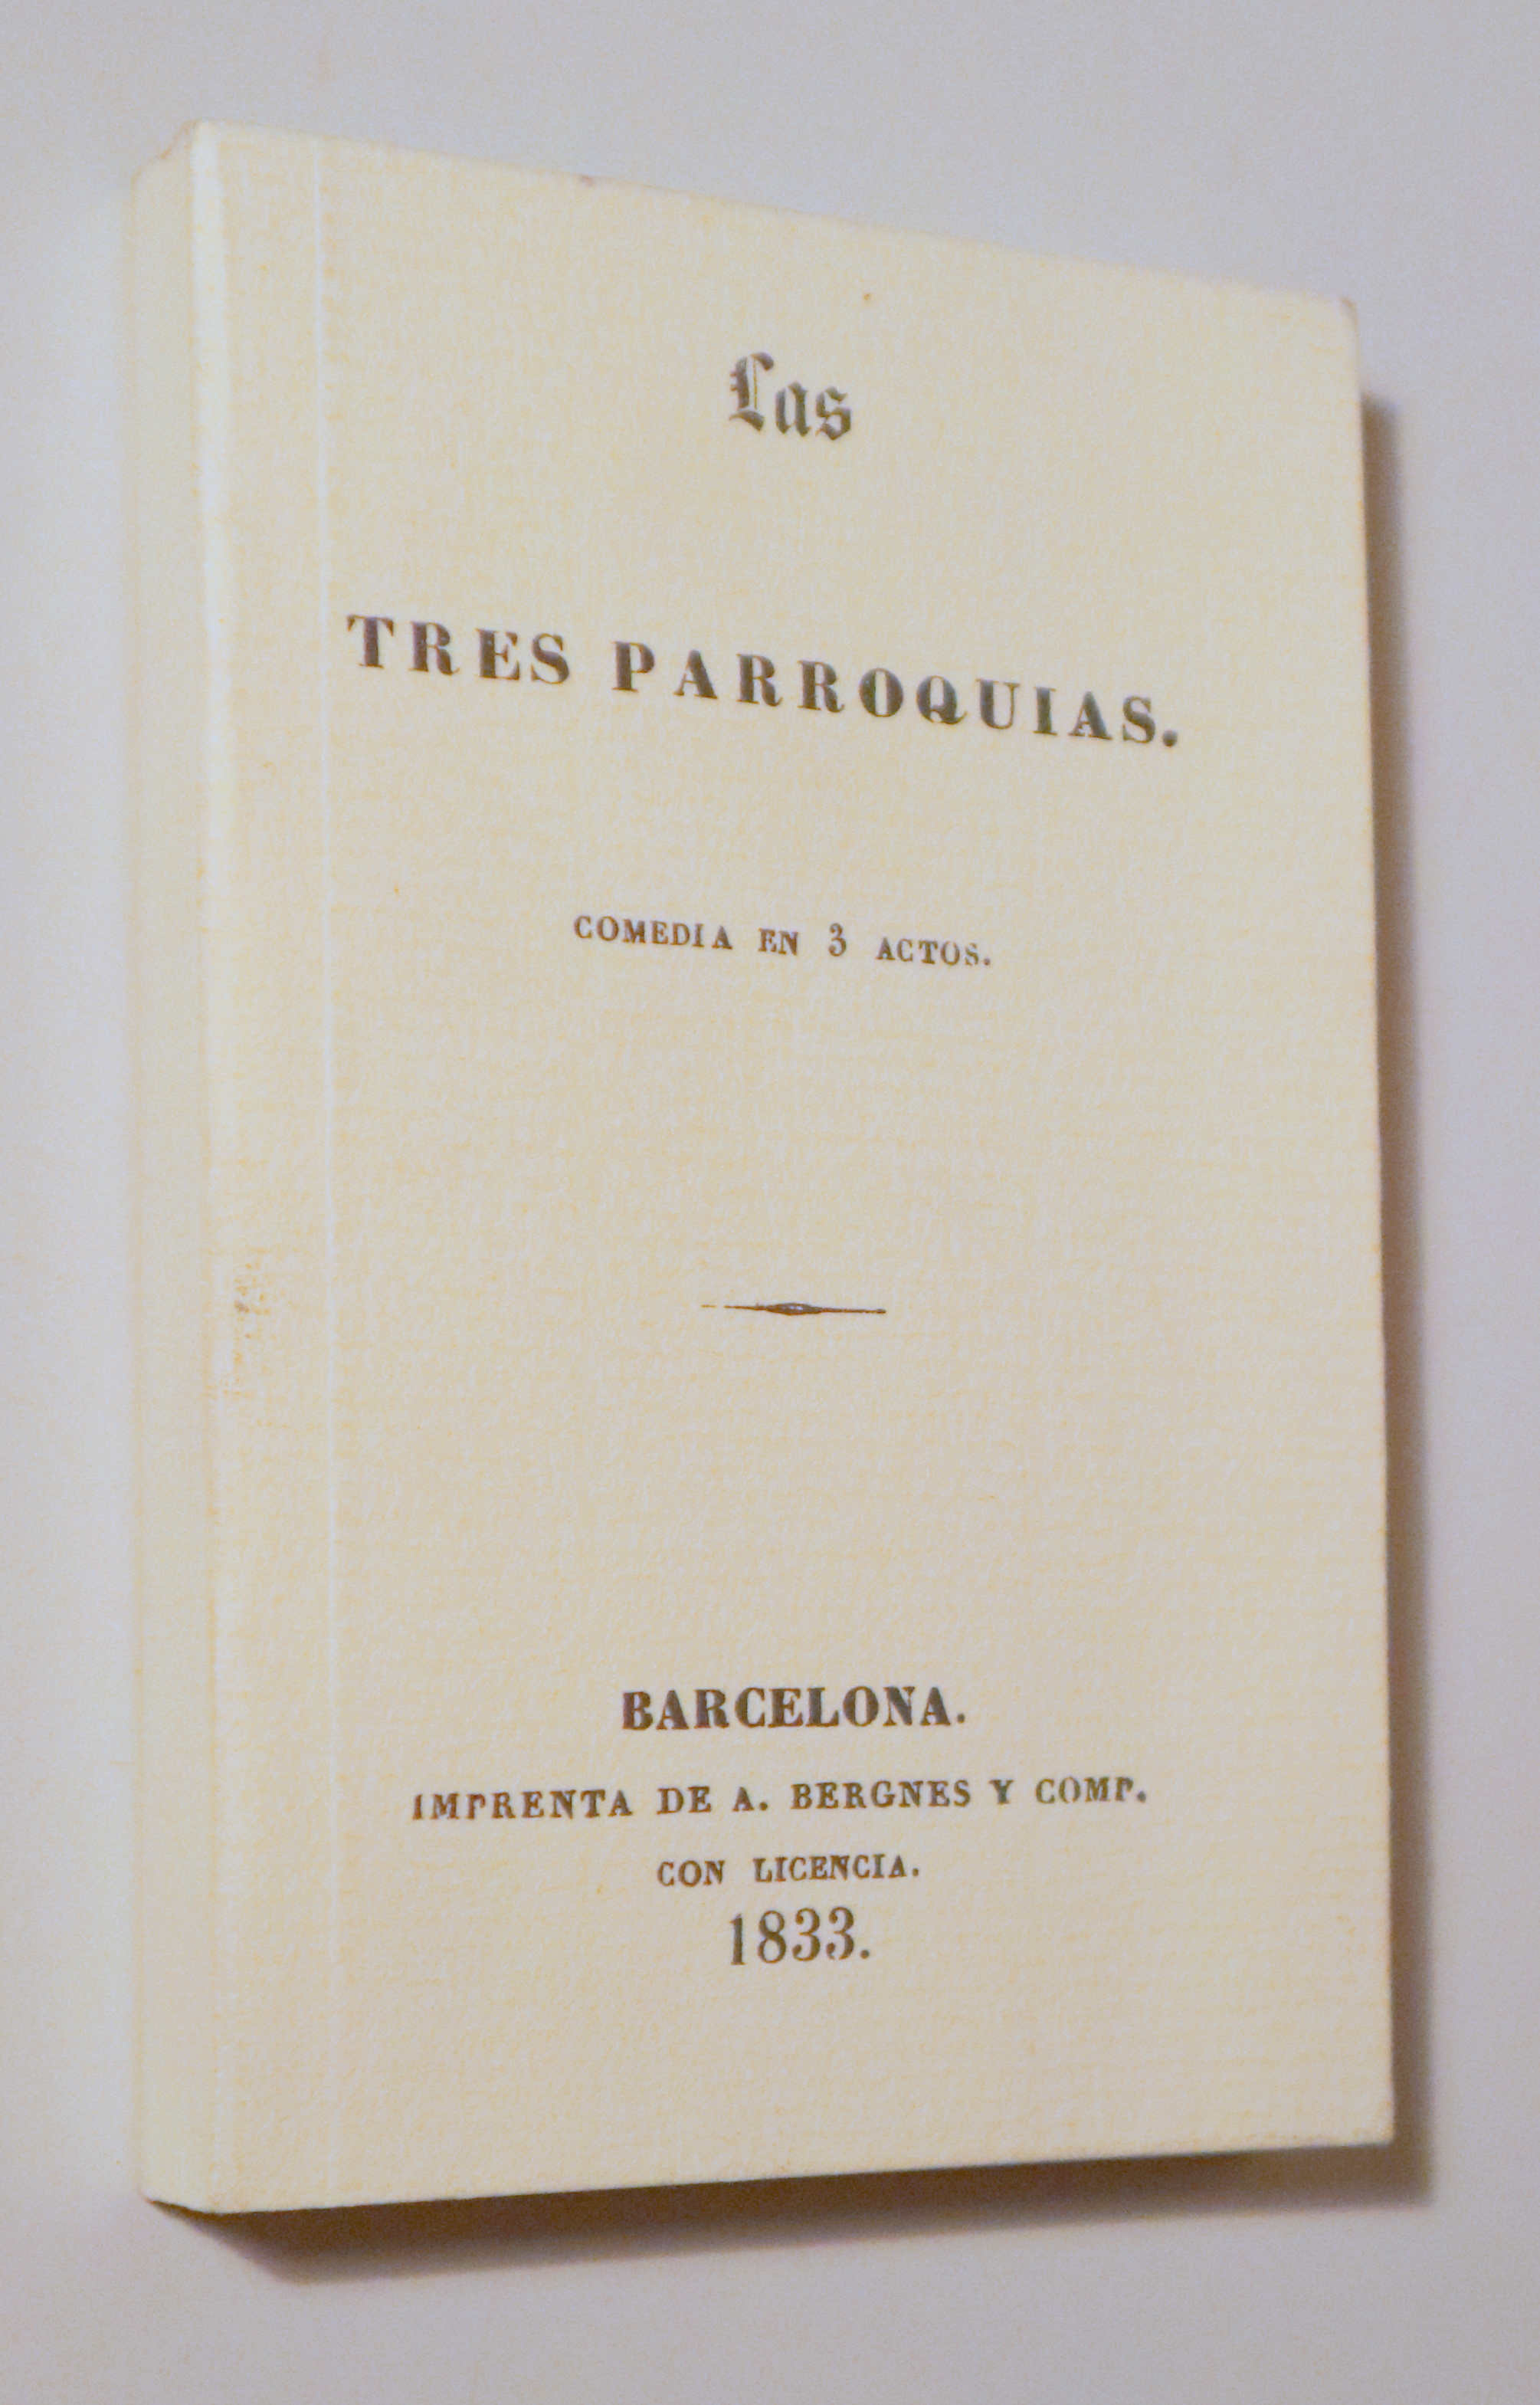 Las
TRES PARROQUIAS.
COMEDIA EN 3 ACTOS.
BARCELONA.
IMPRENTA DE A. BERGNES Y COMP.
CON LICENCIA.
1833.